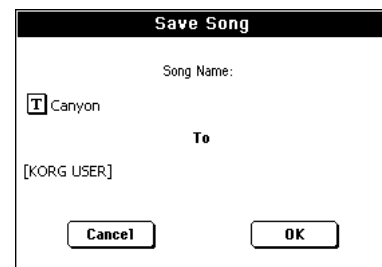 Save Song
Song Name:
T Canyon
To
[KORG USER]
Cancel OK